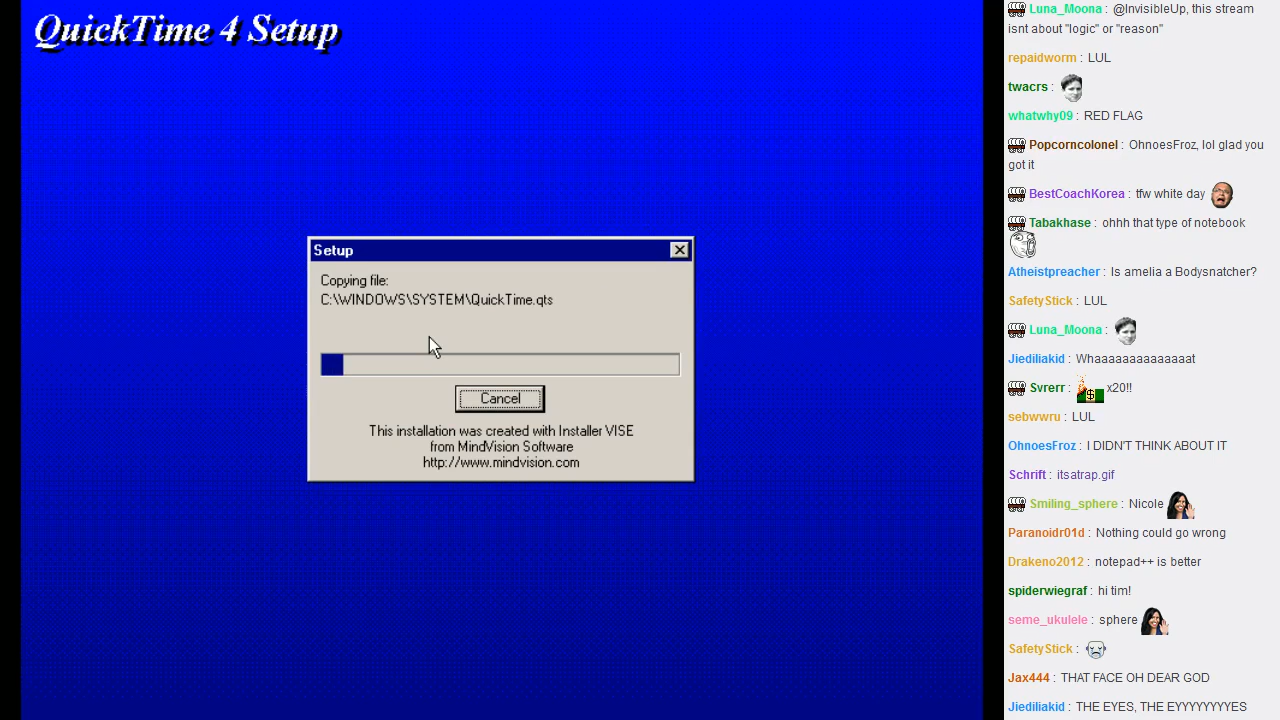 QuickTime 4 Setup
Setup
Copying file:
C:\WINDOWS\SYSTEM\QuickTime.qts
Cancel
This installation was created with Installer VISE
from MindVision Software
http://www.mindvision.com
Luna_Moona : @InvisibleUp, this stream
isnt about "logic" or "reason"
repaidworm : LUL
twacrs :
whatwhy09 : RED FLAG
Popcorncolonel : OhnoesFroz, lol glad you
got it
BestCoachKorea : tfw white day
Tabakhase : ohhh that type of notebook
Atheistpreacher : Is amelia a Bodysnatcher?
SafetyStick : LUL
Luna_Moona :
Jiediliakid : Whaaaaaaaaaaaaat
Svrerr : x20!!
sebwwru : LUL
OhnoesFroz : I DIDN'T THINK ABOUT IT
Schrift : itsatrap.gif
Smiling_sphere : Nicole
Paranoidr01d : Nothing could go wrong
Drakeno2012 : notepad++ is better
spiderwiegraf : hi tim!
seme_ukulele : sphere
SafetyStick :
Jax444 : THAT FACE OH DEAR GOD
Jiediliakid : THE EYES, THE EYYYYYYYES